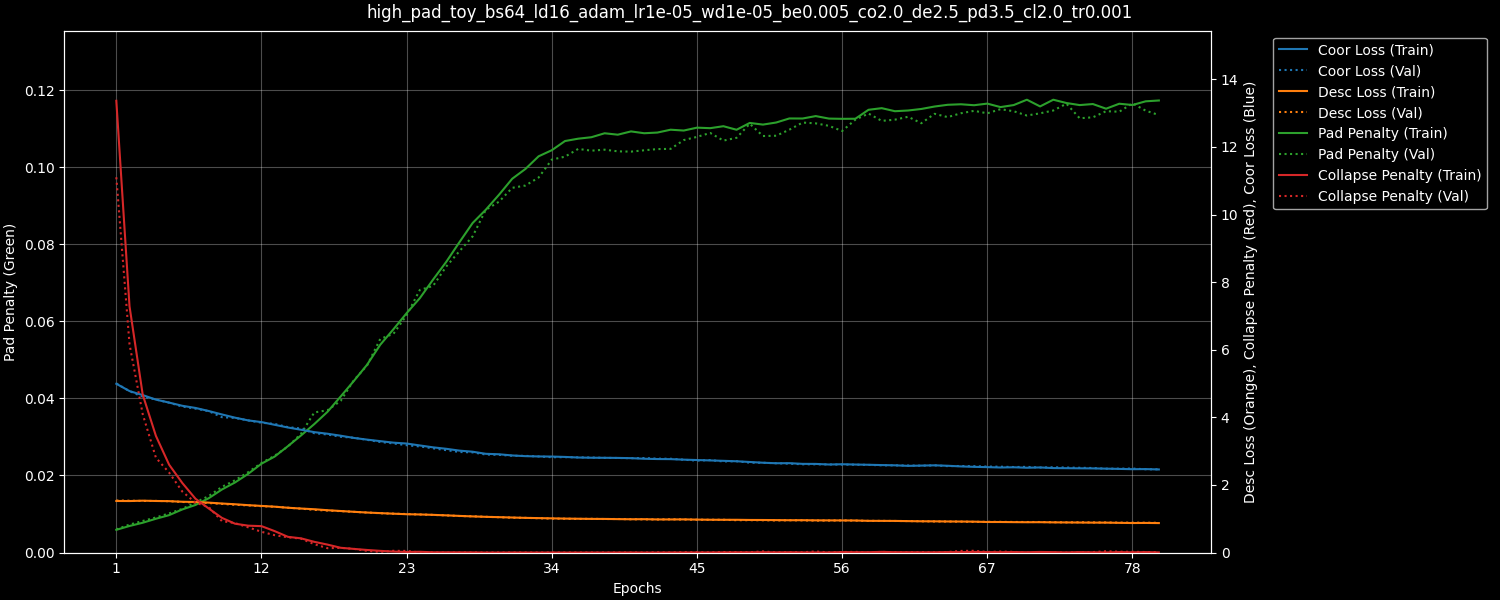 high_pad_toy_bs64_ld16_adam_lr1e-05_wd1e-05_be0.005_co2.0_de2.5_pd3.5_cl2.0_tr0.001
Pad Penalty (Green)
0.12
0.10
0.08
0.06
0.04
0.02
0.00
1
12
23
34
45
56
67
78
Epochs
14
12
10
8
6
4
2
0
Desc Loss (Orange), Collapse Penalty (Red), Coor Loss (Blue)
Coor Loss (Train)
Coor Loss (Val)
Desc Loss (Train)
Desc Loss (Val)
Pad Penalty (Train)
Pad Penalty (Val)
Collapse Penalty (Train)
Collapse Penalty (Val)